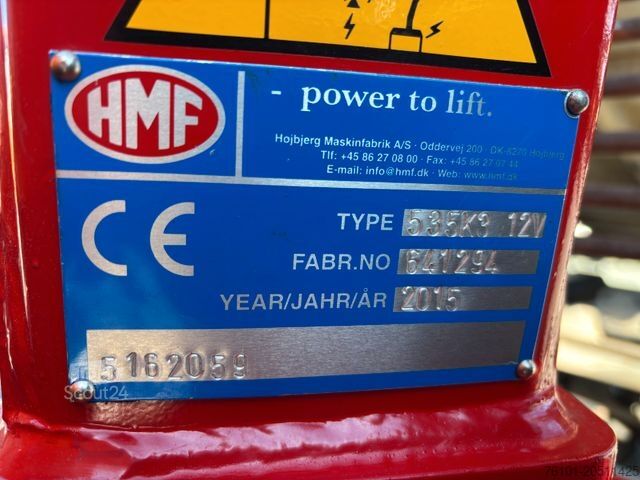 HMF
- power to lift.
Hojbjerg Maskinfabrik A/S · Oddervej 200 · DK-8270 Hojbjerg
Tlf: +45 86 27 08 00 · Fax: +45 86 27 07 44
E-mail: info@hmf.dk · Web: www.hmf.dk
CE
TYPE 535K3 12V
FABR.NO 641294
YEAR/JAHR/ÅR 2015
5162059
Scout24